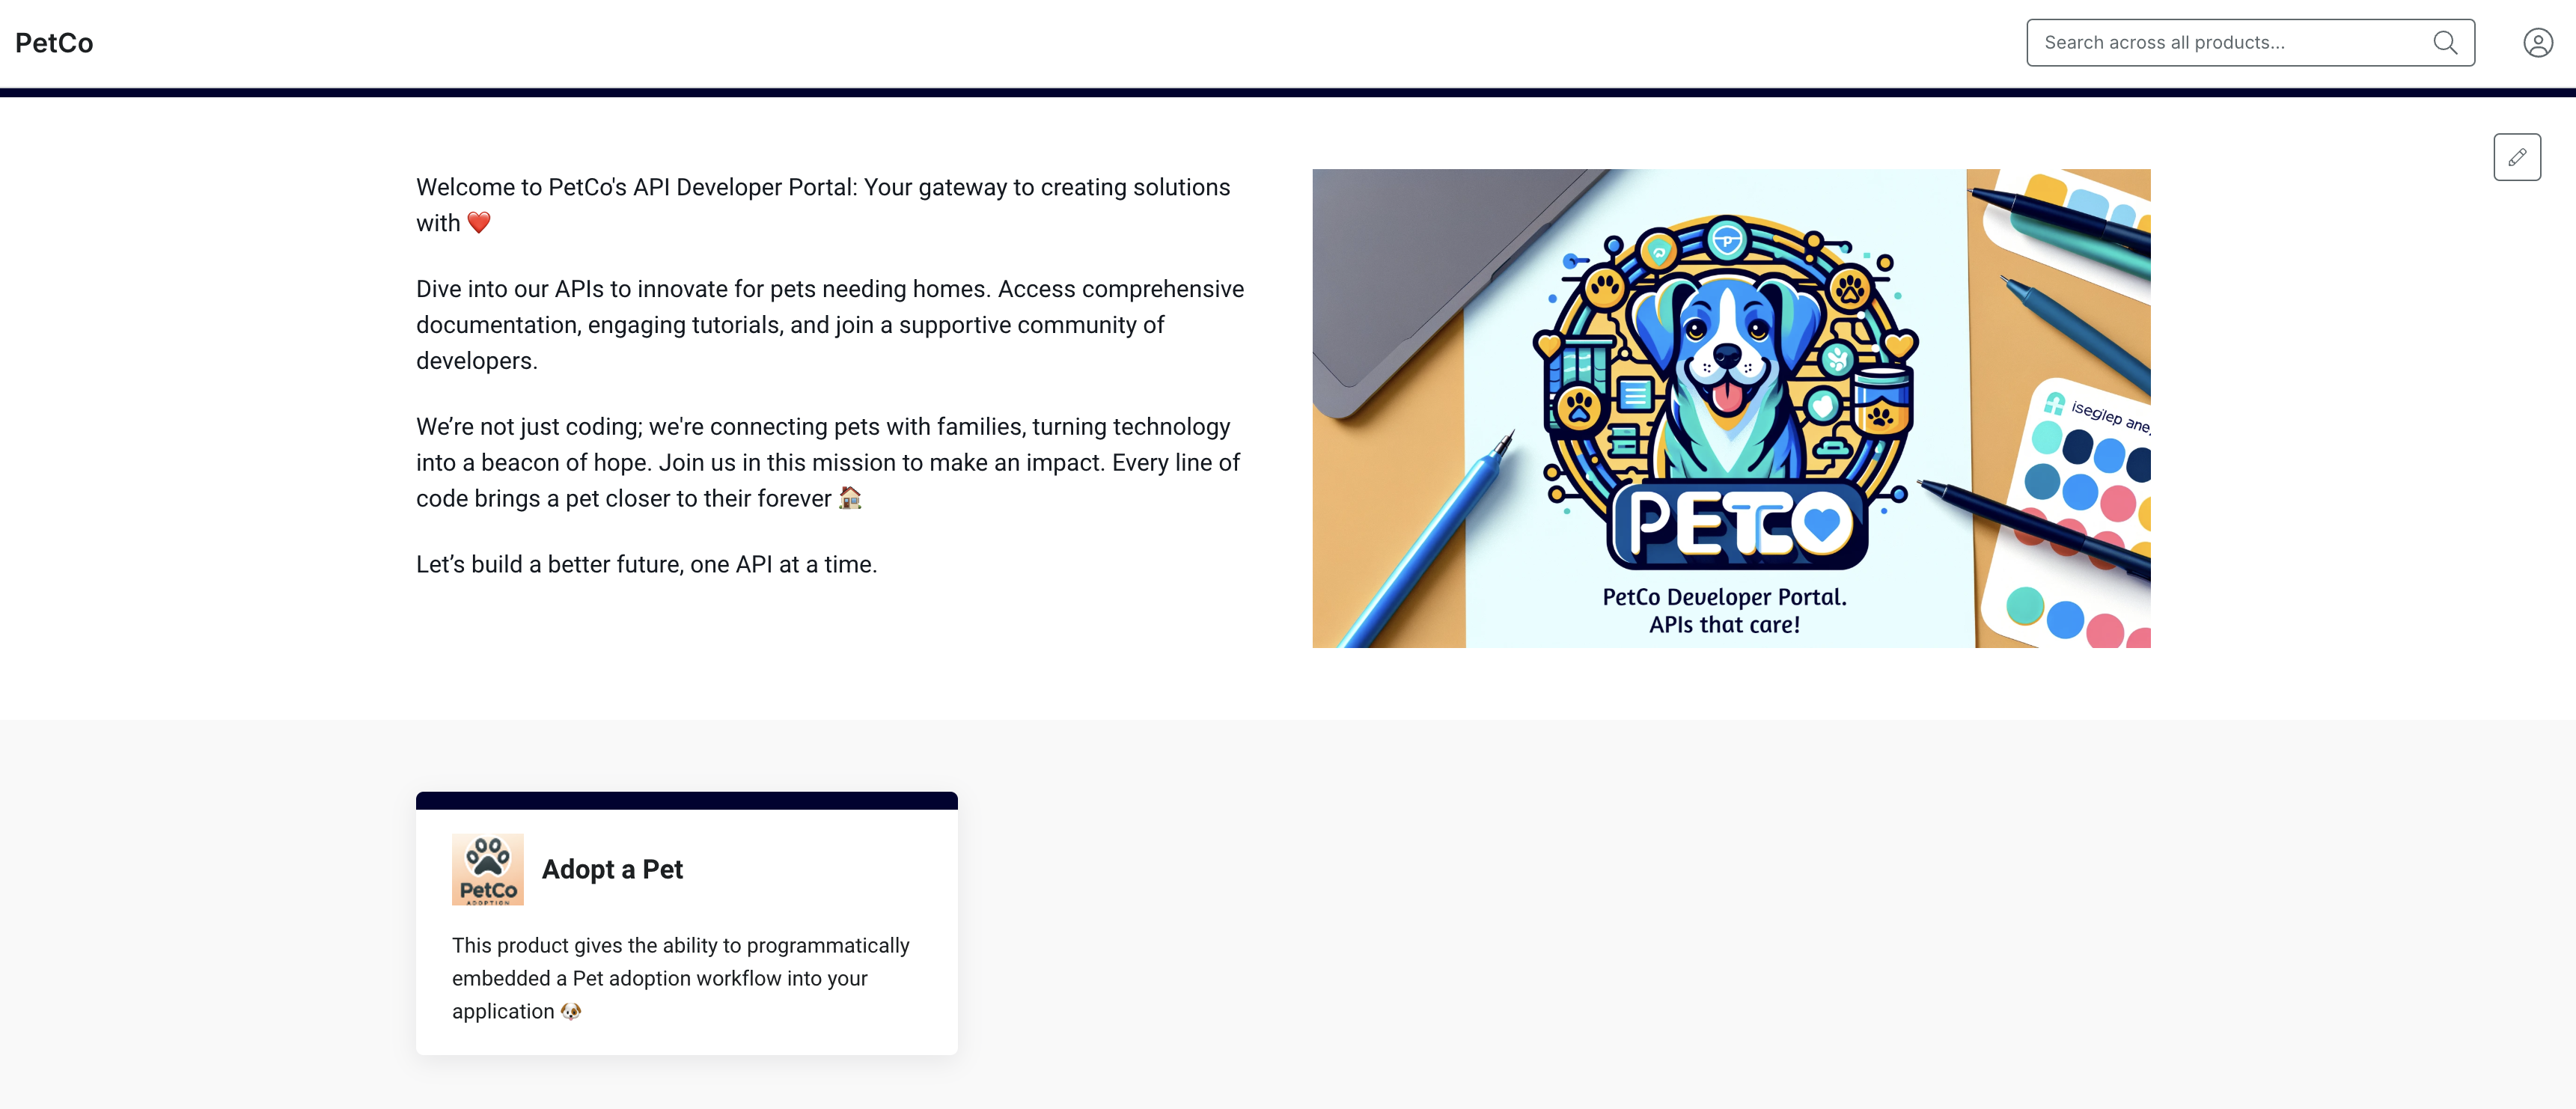 PetCo
Search across all products...
Welcome to PetCo's API Developer Portal: Your gateway to creating solutions
with ❤️
Dive into our APIs to innovate for pets needing homes. Access comprehensive
documentation, engaging tutorials, and join a supportive community of
developers.
We’re not just coding; we're connecting pets with families, turning technology
into a beacon of hope. Join us in this mission to make an impact. Every line of
code brings a pet closer to their forever 🏠
Let’s build a better future, one API at a time.
P
PETCO
PetCo Developer Portal.
APIs that care!
PetCo
ADOPTION
Adopt a Pet
This product gives the ability to programmatically
embedded a Pet adoption workflow into your
application 🐶